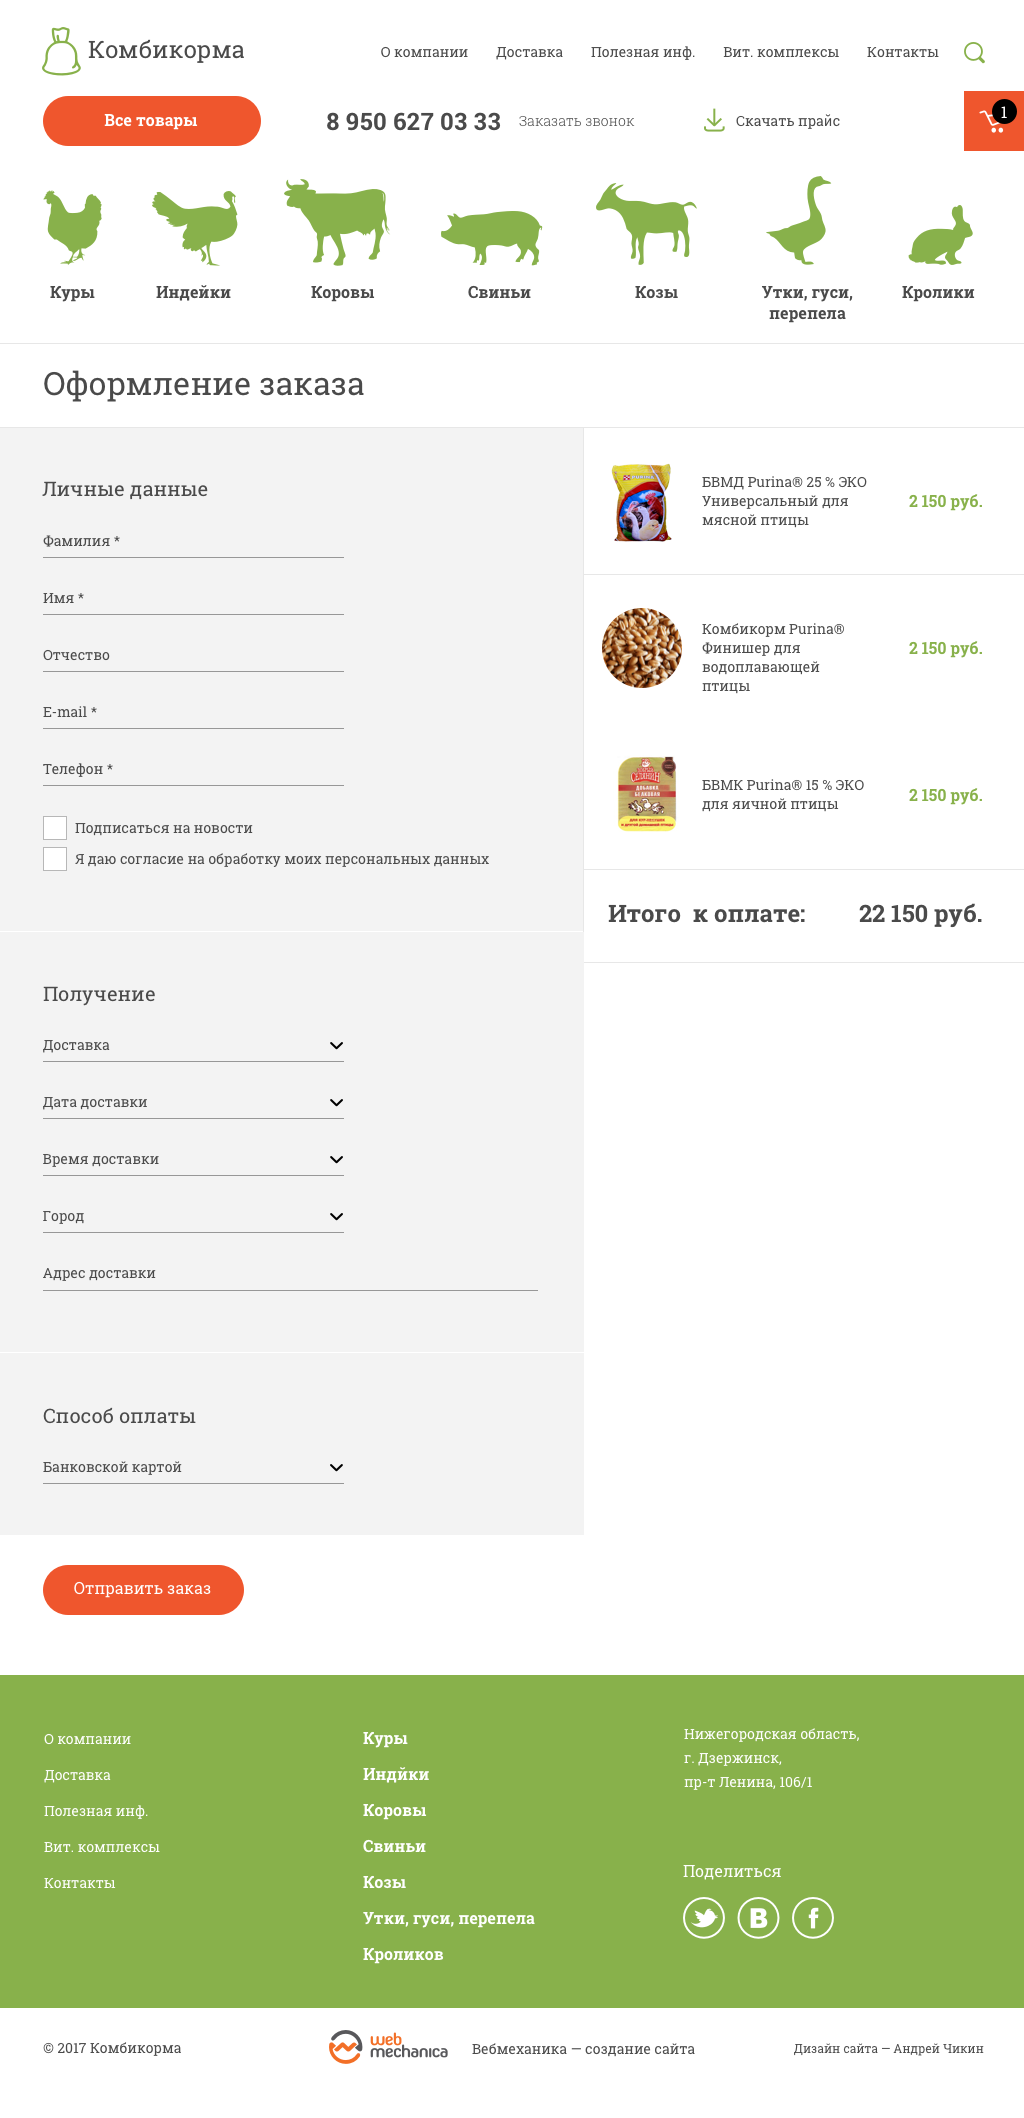 Комбикорма
О компании
Доставка
Полезная инф.
Вит. комплексы
Контакты
Все товары
8 950 627 03 33
Заказать звонок
Скачать прайс
1
Куры
Индейки
Коровы
Свиньи
Козы
Утки, гуси,
перепела
Кролики
Оформление заказа
Личные данные
Фамилия *
Имя *
Отчество
E-mail *
Телефон *
Подписаться на новости
Я даю согласие на обработку моих персональных данных
БВМД Purina® 25 % ЭКО
Универсальный для
мясной птицы
2 150 руб.
Комбикорм Purina®
Финишер для
водоплавающей
птицы
2 150 руб.
БВМК Purina® 15 % ЭКО
для яичной птицы
2 150 руб.
Итого к оплате: 22 150 руб.
Получение
Доставка
Дата доставки
Время доставки
Город
Адрес доставки
Способ оплаты
Банковской картой
Отправить заказ
О компании
Доставка
Полезная инф.
Вит. комплексы
Контакты
Куры
Индйки
Коровы
Свиньи
Козы
Утки, гуси, перепела
Кроликов
Нижегородская область,
г. Дзержинск,
пр-т Ленина, 106/1
Поделиться
© 2017 Комбикорма
web
mechanica
Вебмеханика — создание сайта
Дизайн сайта — Андрей Чикин